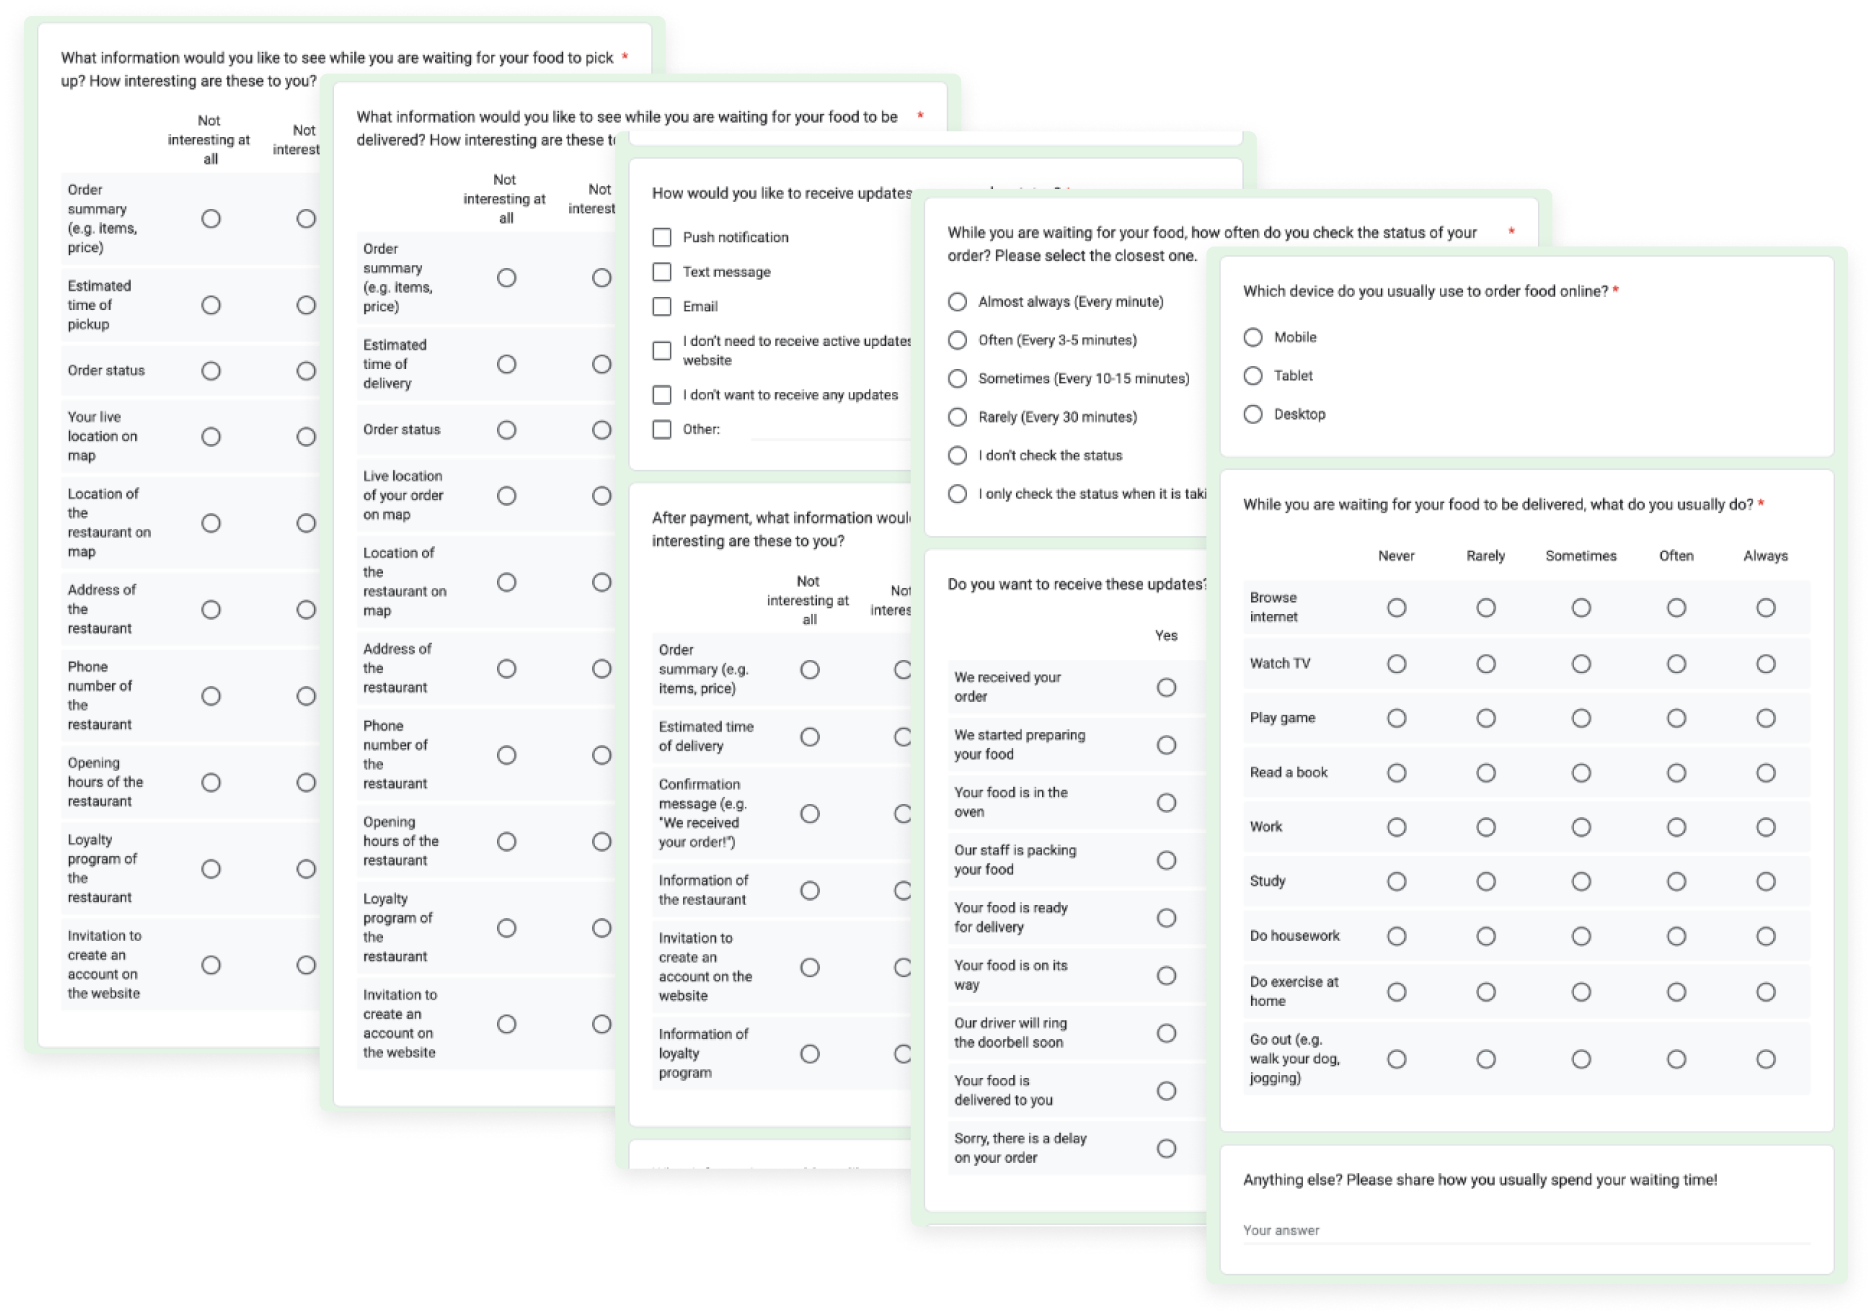 What information would you like to see while you are waiting for your food to pick *
up? How interesting are these to you?
Not
interesting at
all
Not
Order
summary
(e.g. items,
price)
Estimated
time of
pickup
Order status
Your live
location on
map
Location of
the
restaurant on
map
Address of
the
restaurant
Phone
number of
the
restaurant
Opening
hours of the
restaurant
Loyalty
program of
the
restaurant
Invitation to
create an
account on
the website
What information would you like to see while you are waiting for your food to be *
delivered? How interesting are these
Not
interesting at
all
Not
Order
summary
(e.g. items,
price)
Estimated
time of
delivery
Order status
Live location
of your order
on map
Location of
the
restaurant on
map
Address of
the
restaurant
Phone
number of
the
restaurant
Opening
hours of the
restaurant
Loyalty
program of
the
restaurant
Invitation to
create an
account on
the website
How would you like to receive updates
Push notification
Text message
Email
I don't need to receive active updates
website
I don't want to receive any updates
Other:
After payment, what information
interesting are these to you?
Not
interesting at
all
Not
Order
summary (e.g.
items, price)
Estimated time
of delivery
Confirmation
message (e.g.
"We received
your order!")
Information of
the restaurant
Invitation to
create an
account on the
website
Information of
loyalty
program
While you are waiting for your food, how often do you check the status of your *
order? Please select the closest one.
Almost always (Every minute)
Often (Every 3-5 minutes)
Sometimes (Every 10-15 minutes)
Rarely (Every 30 minutes)
I don't check the status
I only check the status when it is
Do you want to receive these updates?
Yes
We received your
order
We started preparing
your food
Your food is in the
oven
Our staff is packing
your food
Your food is ready
for delivery
Your food is on its
way
Our driver will ring
the doorbell soon
Your food is
delivered to you
Sorry, there is a delay
on your order
Which device do you usually use to order food online? *
Mobile
Tablet
Desktop
While you are waiting for your food to be delivered, what do you usually do? *
Never Rarely Sometimes Often Always
Browse
internet
Watch TV
Play game
Read a book
Work
Study
Do housework
Do exercise at
home
Go out (e.g.
walk your dog,
jogging)
Anything else? Please share how you usually spend your waiting time!
Your answer